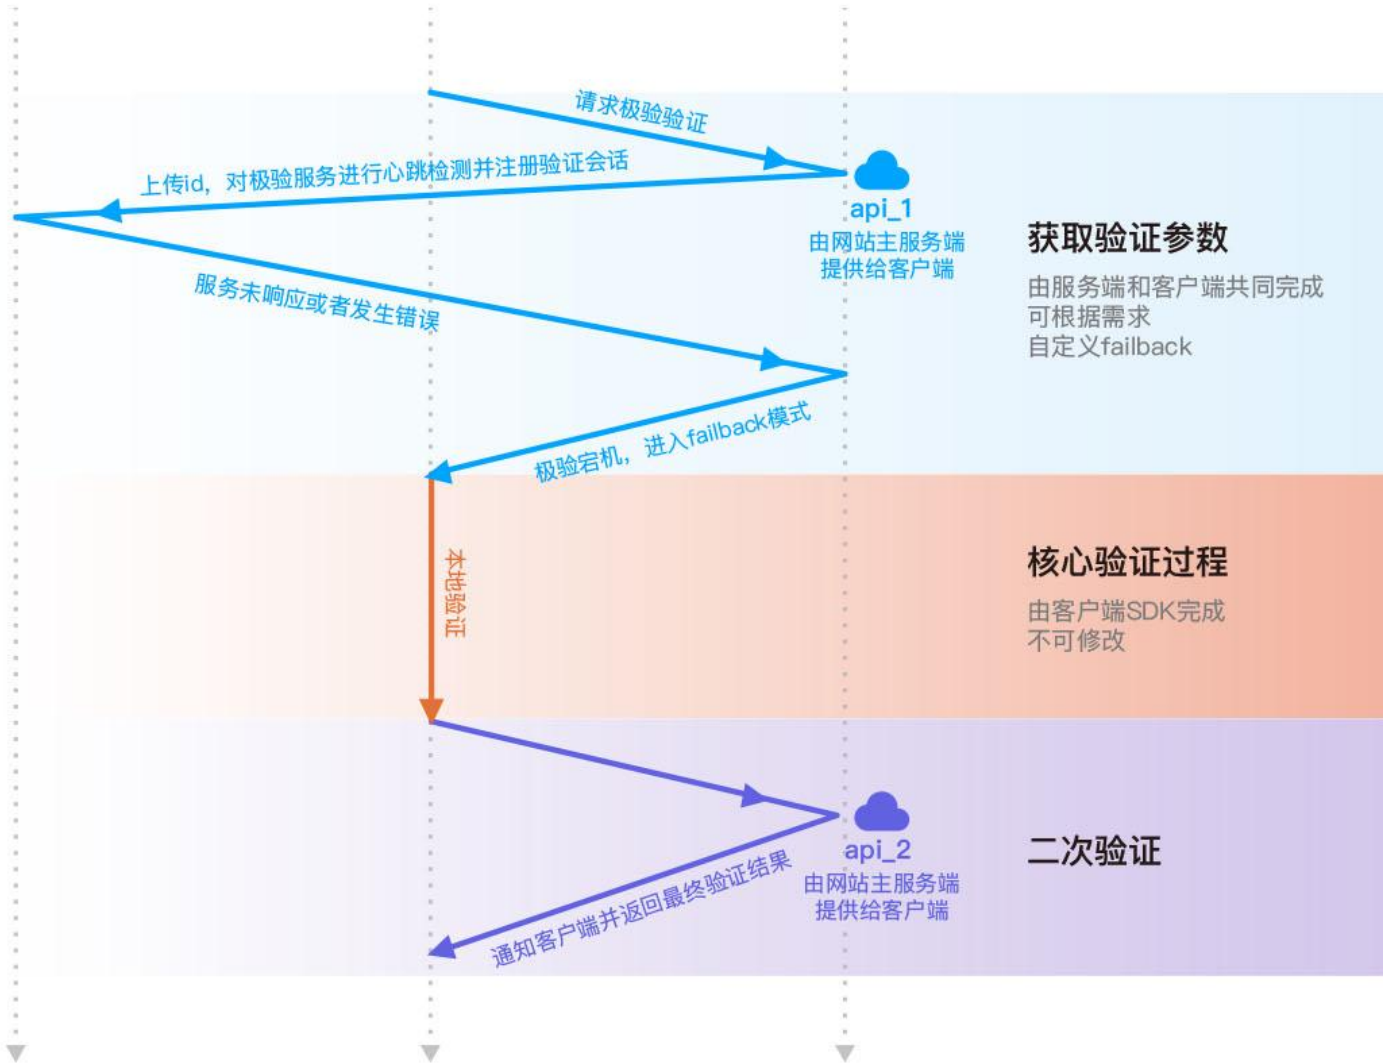 请求极验验证
上传id，对极验服务进行心跳检测并注册验证会话
api_1
由网站主服务端
提供给客户端
获取验证参数
由服务端和客户端共同完成
可根据需求
自定义failback
服务未响应或者发生错误
极验宕机，进入failback模式
本地验证
核心验证过程
由客户端SDK完成
不可修改
api_2
由网站主服务端
提供给客户端
二次验证
通知客户端并返回最终验证结果